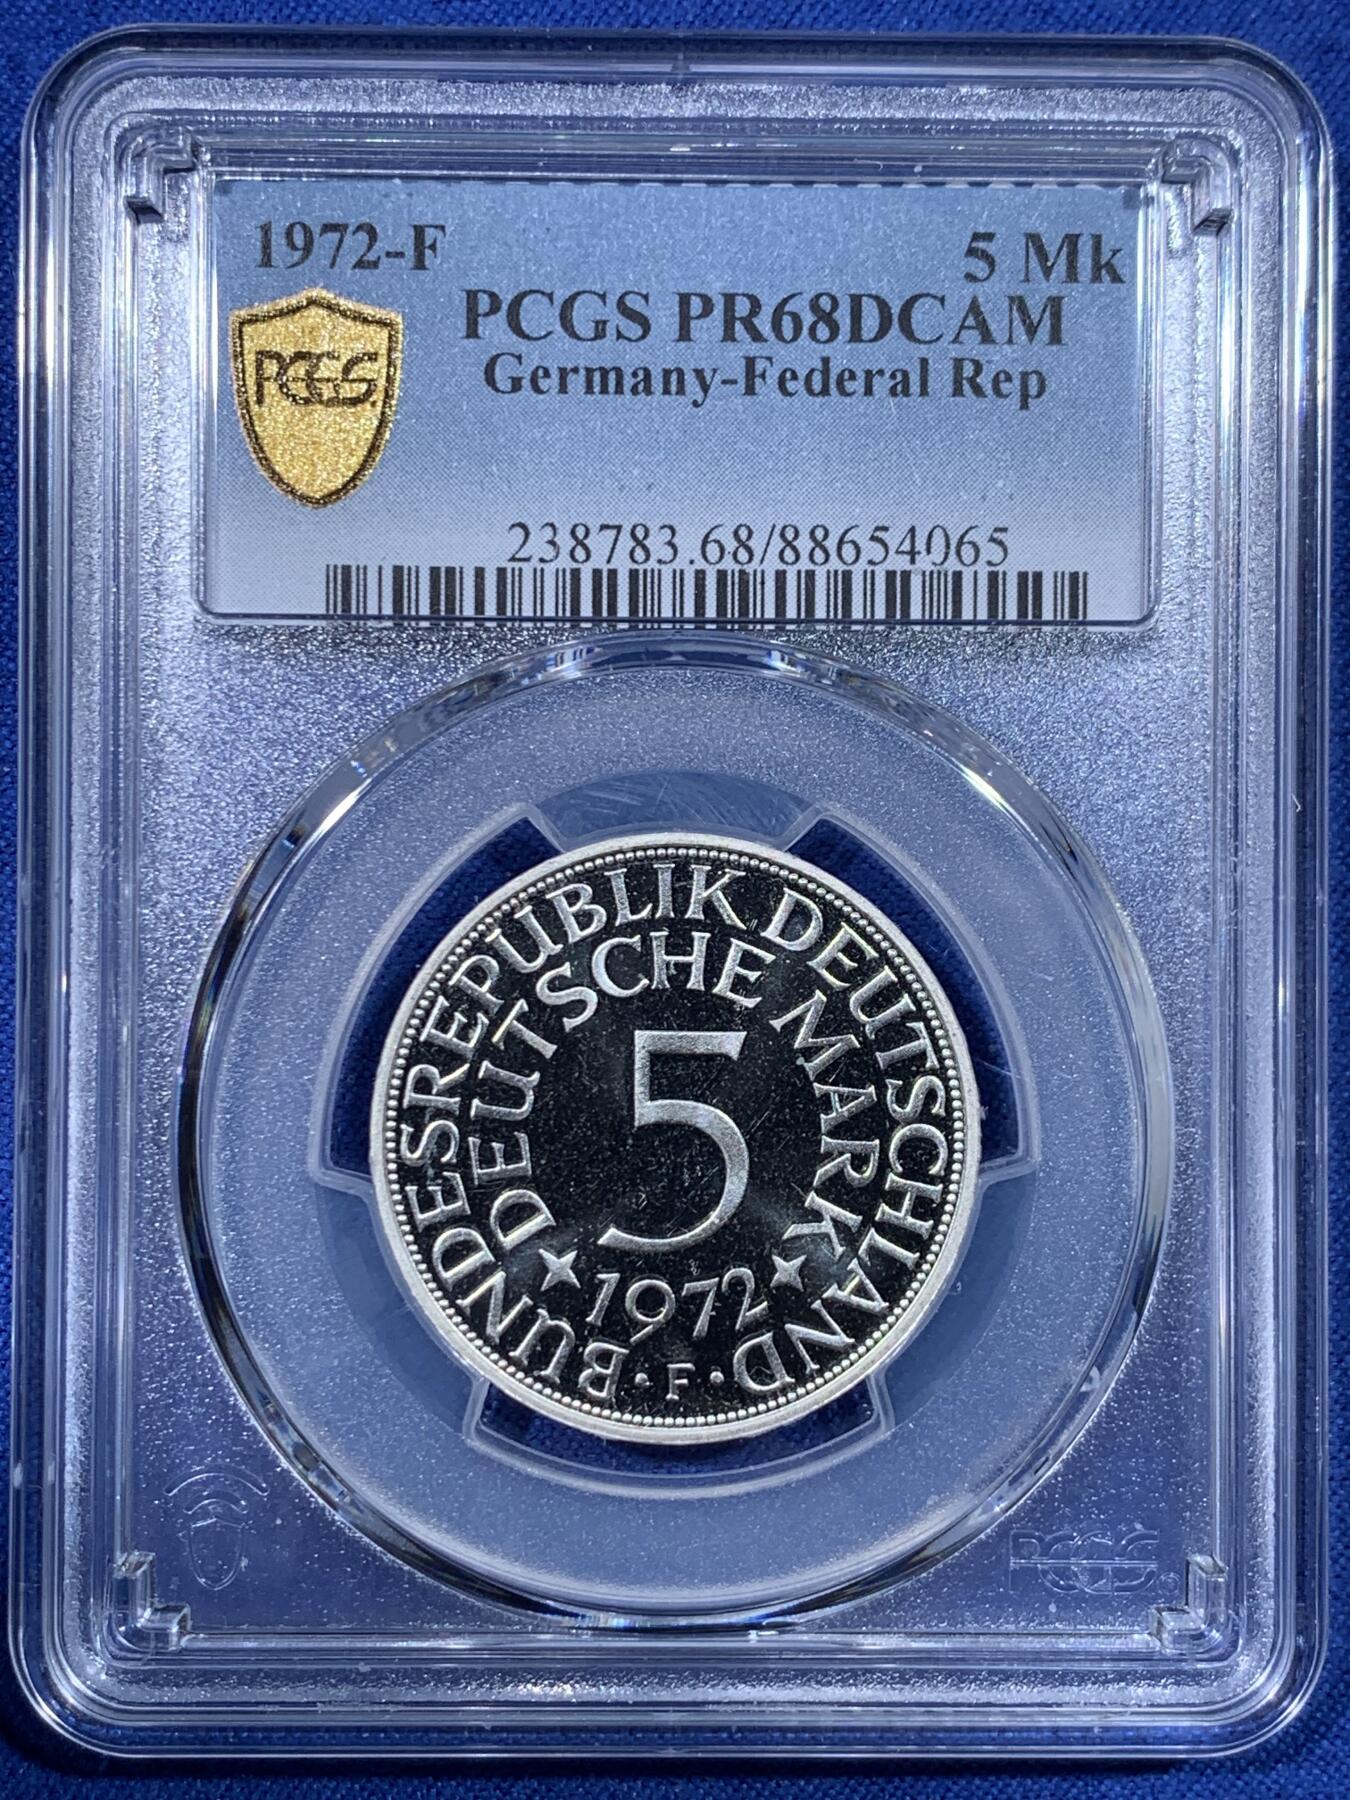 1972-F
5 Mk
PCGS PR68DCAM
Germany-Federal Rep
PCGS
238783.68/88654065
BUNDESREPUBLIK DEUTSCHLAND
DEUTSCHE MARK
5
1972
· F ·
PCGS